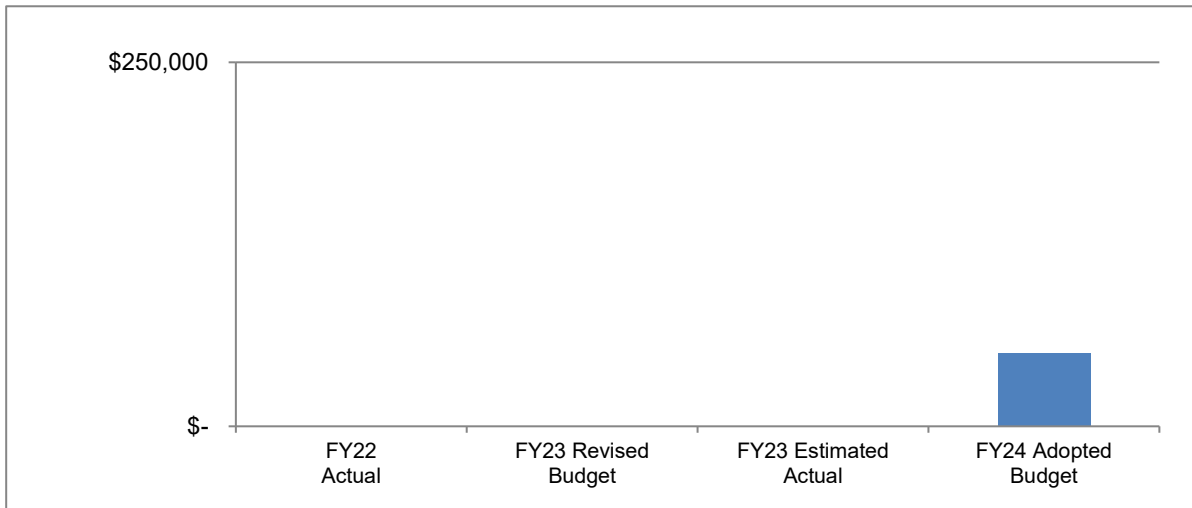 $250,000
$-
FY22
Actual
FY23 Revised
Budget
FY23 Estimated
Actual
FY24 Adopted
Budget